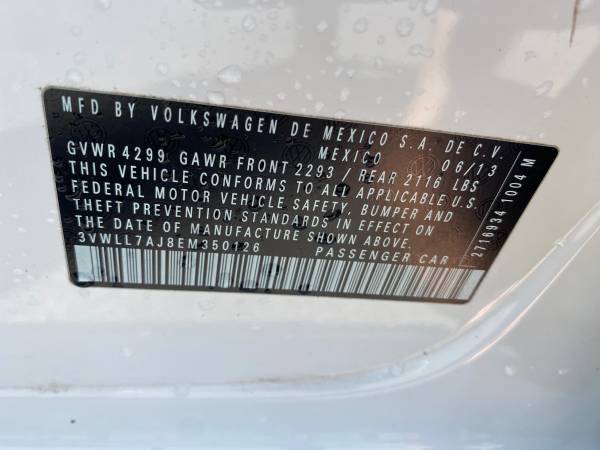 MFD BY VOLKSWAGEN DE MEXICO S.A. DE C.V.
MEXICO 06/13
GVWR 4299 GAWR FRONT 2293 / REAR 2116 LBS
THIS VEHICLE CONFORMS TO ALL APPLICABLE U.S.
FEDERAL MOTOR VEHICLE SAFETY, BUMPER AND
THEFT PREVENTION STANDARDS IN EFFECT ON
THE DATE OF MANUFACTURE SHOWN ABOVE.
3VWLL7AJ8EM350126 PASSENGER CAR
2716934 1004 M